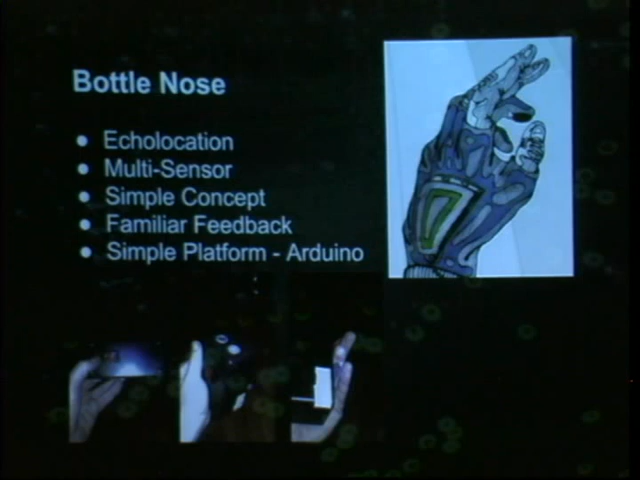 Bottle Nose
Echolocation
Multi-Sensor
Simple Concept
Familiar Feedback
Simple Platform - Arduino